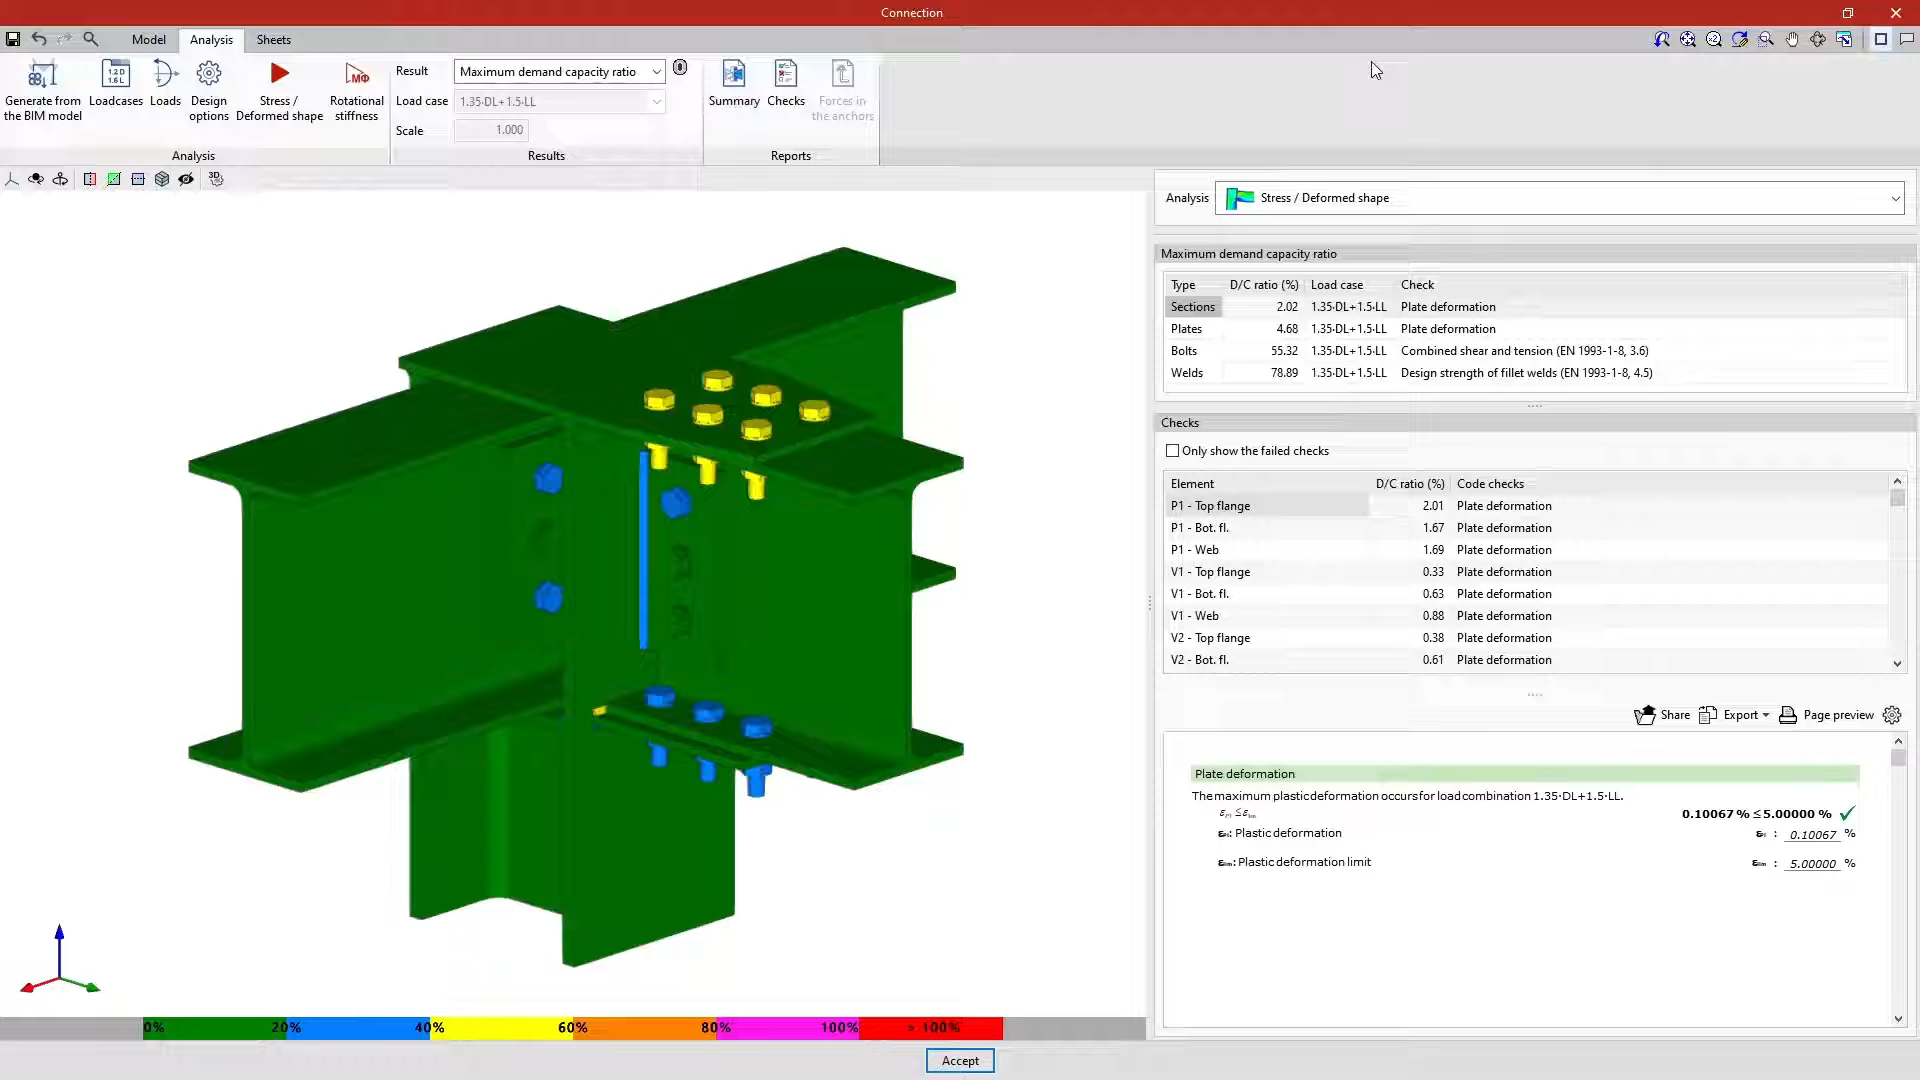 Connection
Model
Analysis
Sheets
Generate from
the BIM model
1.2 D
1.6 L
Loadcases
Loads
Design
options
Stress /
Deformed shape
MΦ
Rotational
stiffness
Analysis
Result
Maximum demand capacity ratio
Load case
1.35·DL+1.5·LL
Scale
1.000
Results
Summary
Checks
Forces in
the anchors
Reports
3D
Analysis
Stress / Deformed shape
Maximum demand capacity ratio
Type D/C ratio (%) Load case Check
Sections 2.02 1.35·DL+1.5·LL Plate deformation
Plates 4.68 1.35·DL+1.5·LL Plate deformation
Bolts 55.32 1.35·DL+1.5·LL Combined shear and tension (EN 1993-1-8, 3.6)
Welds 78.89 1.35·DL+1.5·LL Design strength of fillet welds (EN 1993-1-8, 4.5)
Checks
Only show the failed checks
Element D/C ratio (%) Code checks
P1 - Top flange 2.01 Plate deformation
P1 - Bot. fl. 1.67 Plate deformation
P1 - Web 1.69 Plate deformation
V1 - Top flange 0.33 Plate deformation
V1 - Bot. fl. 0.63 Plate deformation
V1 - Web 0.88 Plate deformation
V2 - Top flange 0.38 Plate deformation
V2 - Bot. fl. 0.61 Plate deformation
Share
Export
Page preview
Plate deformation
The maximum plastic deformation occurs for load combination 1.35·DL+1.5·LL.
0.10067 % ≤ 5.00000 %
: Plastic deformation : 0.10067 %
εlim: Plastic deformation limit εlim : 5.00000 %
0% 20% 40% 60% 80% 100% > 100%
Accept